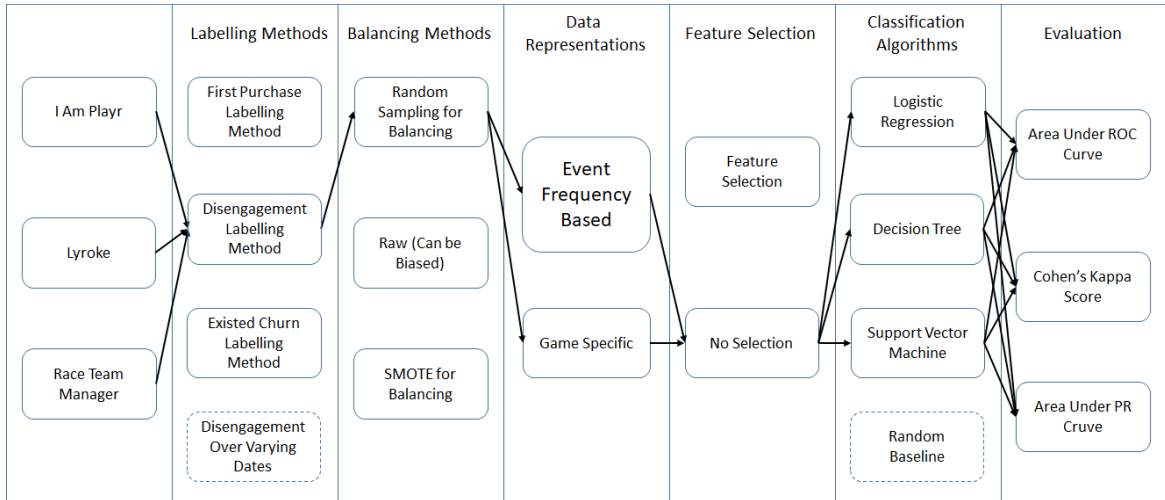 Labelling Methods
Balancing Methods
Data
Representations
Feature Selection
Classification
Algorithms
Evaluation
I Am Playr
Lyroke
Race Team
Manager
First Purchase
Labelling
Method
Disengagement
Labelling
Method
Existed Churn
Labelling
Method
Disengagement
Over Varying
Dates
Random
Sampling for
Balancing
Raw (Can be
Biased)
SMOTE for
Balancing
Event
Frequency
Based
Game Specific
Feature
Selection
No Selection
Logistic
Regression
Decision Tree
Support Vector
Machine
Random
Baseline
Area Under ROC
Curve
Cohen's Kappa
Score
Area Under PR
Cruve